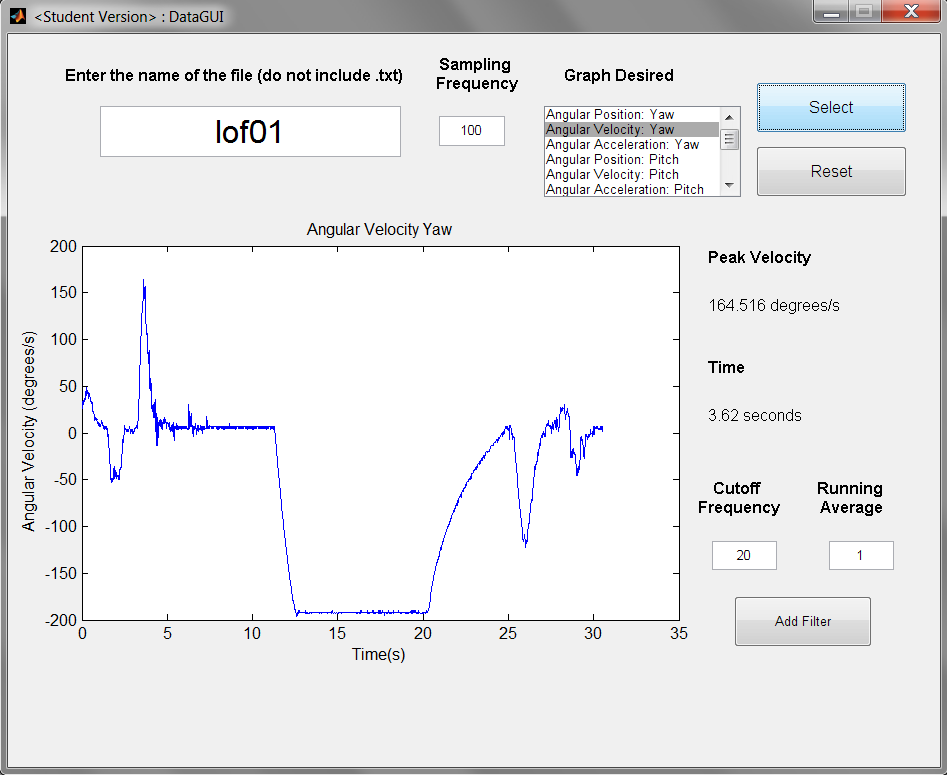 <Student Version> : DataGUI
Enter the name of the file (do not include .txt)
lof01
Sampling
Frequency
100
Graph Desired
Angular Position: Yaw
Angular Velocity: Yaw
Angular Acceleration: Yaw
Angular Position: Pitch
Angular Velocity: Pitch
Angular Acceleration: Pitch
Select
Reset
Angular Velocity Yaw
200
150
100
50
0
-50
-100
-150
-200
Angular Velocity (degrees/s)
0 5 10 15 20 25 30 35
Time(s)
Peak Velocity
164.516 degrees/s
Time
3.62 seconds
Cutoff
Frequency
20
Running
Average
1
Add Filter